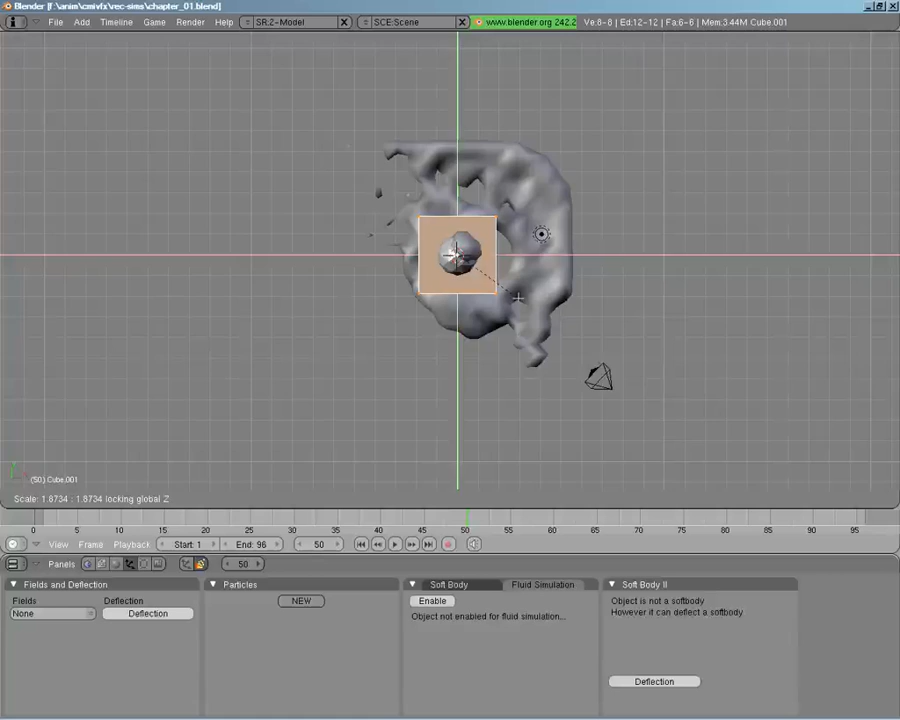 Blender [f:\anim\cmivfx\rec-sims\chapter_01.blend]
File Add Timeline Game Render Help SR:2-Model X SCE:Scene X www.blender.org 242.2 Ve:8-8 | Ed:12-12 | Fa:6-6 | Mem:3.44M Cube.001
(50) Cube.001
Scale: 1.8734 : 1.8734 locking global Z
0 5 10 15 20 25 30 35 40 45 50 55 60 65 70 75 80 85 90 95
View Frame Playback Start: 1 End: 96 50
Panels 50
Fields and Deflection Particles Soft Body Fluid Simulation Soft Body II
Fields Deflection NEW Enable Object is not a softbody
None Deflection Object not enabled for fluid simulation... However it can deflect a softbody
Deflection